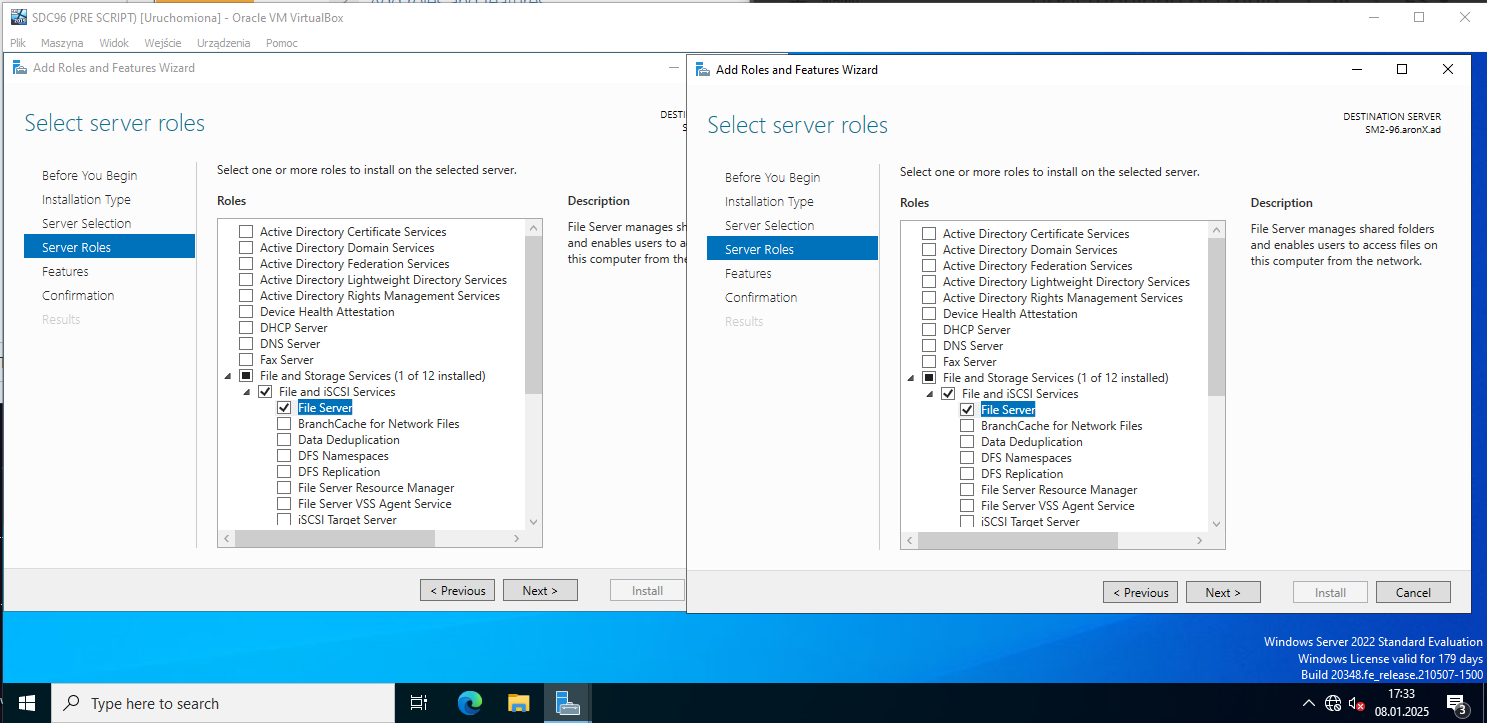 SDC96 (PRE SCRIPT) [Uruchomiona] - Oracle VM VirtualBox
Plik Maszyna Widok Wejście Urządzenia Pomoc
Add Roles and Features Wizard
Select server roles
DESTI
S
Before You Begin
Installation Type
Server Selection
Server Roles
Features
Confirmation
Results
Select one or more roles to install on the selected server.
Roles
Active Directory Certificate Services
Active Directory Domain Services
Active Directory Federation Services
Active Directory Lightweight Directory Services
Active Directory Rights Management Services
Device Health Attestation
DHCP Server
DNS Server
Fax Server
File and Storage Services (1 of 12 installed)
File and iSCSI Services
File Server
BranchCache for Network Files
Data Deduplication
DFS Namespaces
DFS Replication
File Server Resource Manager
File Server VSS Agent Service
iSCSI Target Server
Description
File Server manages sha
and enables users to a
this computer from the
< Previous Next > Install
Add Roles and Features Wizard
Select server roles
DESTINATION SERVER
SM2-96.aronX.ad
Before You Begin
Installation Type
Server Selection
Server Roles
Features
Confirmation
Results
Select one or more roles to install on the selected server.
Roles
Active Directory Certificate Services
Active Directory Domain Services
Active Directory Federation Services
Active Directory Lightweight Directory Services
Active Directory Rights Management Services
Device Health Attestation
DHCP Server
DNS Server
Fax Server
File and Storage Services (1 of 12 installed)
File and iSCSI Services
File Server
BranchCache for Network Files
Data Deduplication
DFS Namespaces
DFS Replication
File Server Resource Manager
File Server VSS Agent Service
iSCSI Target Server
Description
File Server manages shared folders
and enables users to access files on
this computer from the network.
< Previous Next > Install Cancel
Windows Server 2022 Standard Evaluation
Windows License valid for 179 days
Build 20348.fe_release.210507-1500
Type here to search
17:33
08.01.2025
3